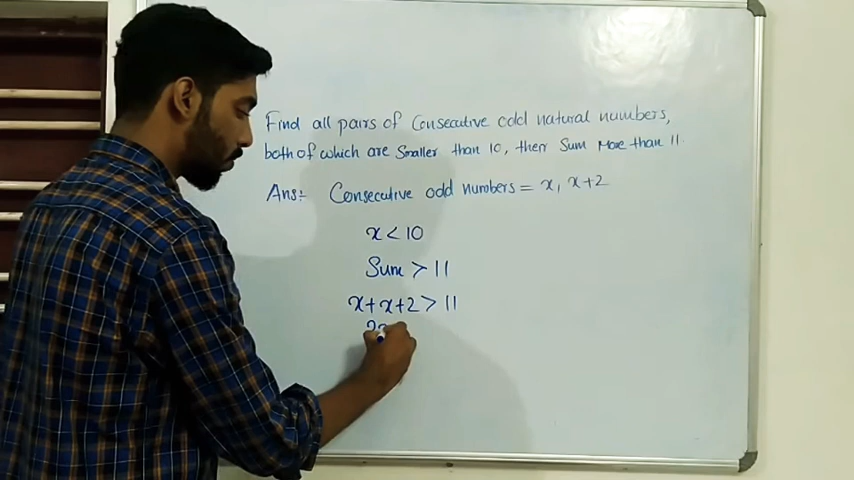 Find all pairs of Consecutive odd natural numbers,
both of which are Smaller than 10, their Sum More than 11
Ans:- Consecutive odd numbers = x, x+2
x < 10
Sum > 11
x+x+2 > 11
2x